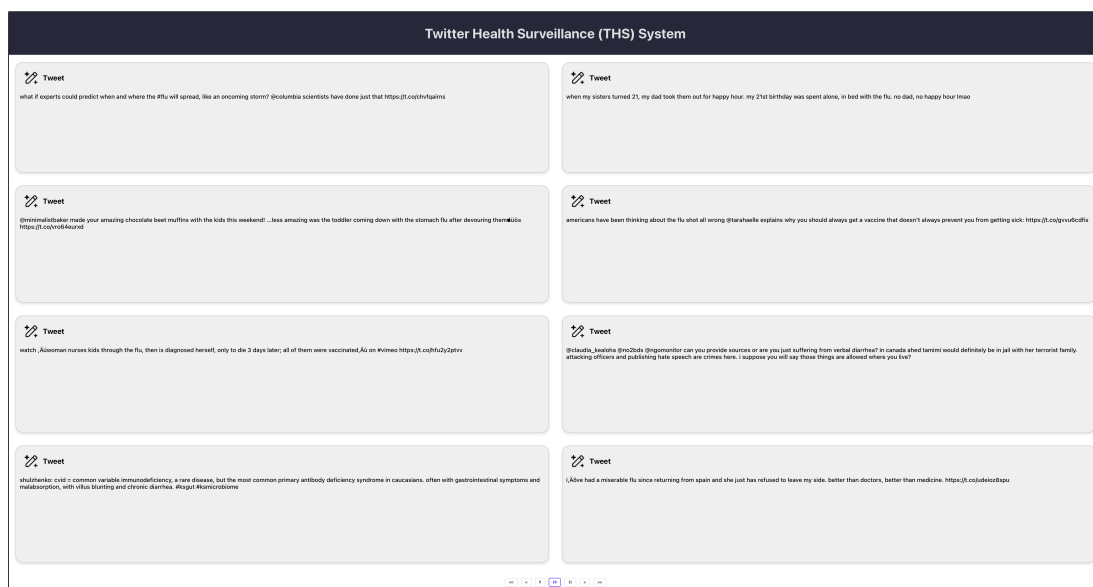 Twitter Health Surveillance (THS) System
Tweet
what if experts could predict when and where the #flu will spread, like an oncoming storm? @columbia scientists have done just that
Tweet
when my sisters turned 21, my dad took them out for happy hour. my 21st birthday was spent alone, in bed with the flu. no dad, no happy hour lmao
Tweet
@minimalistbaker made your amazing chocolate beet muffins with the kids this weekend! ...less amazing was the toddler coming down with the stomach flu after devouring
https://t.co/vro64eurxd
Tweet
americans have been thinking about the flu shot all wrong @tarahaelle explains why you should always get a vaccine that doesn't always prevent you from getting sick: https://t.co/gvvu6cdfis
Tweet
watch ‚Äúwoman nurses kids through the flu, then is diagnosed herself, only to die 3 days later; all of them were vaccinated‚Äù on #vimeo https://t.co/hfu2y2ptvv
Tweet
@claudia_kealoha @no2bds @ngomonitor can you provide sources or are you just suffering from verbal diarrhea? in canada ahed tamimi would definitely be in jail with her terrorist family.
attacking officers and publishing hate speech are crimes here. i suppose you will say those things are allowed where you live?
Tweet
shulzhenko: cvid = common variable immunodeficiency, a rare disease, but the most common primary antibody deficiency syndrome in caucasians. often with gastrointestinal symptoms and
malabsorption, with villus blunting and chronic diarrhea. #ksgut #ksmicrobiome
Tweet
i‚Äôve had a miserable flu since returning from spain and she just has refused to leave my side. better than doctors, better than medicine. https://t.co/udeioz8spu
<< < 9 10 11 > >>